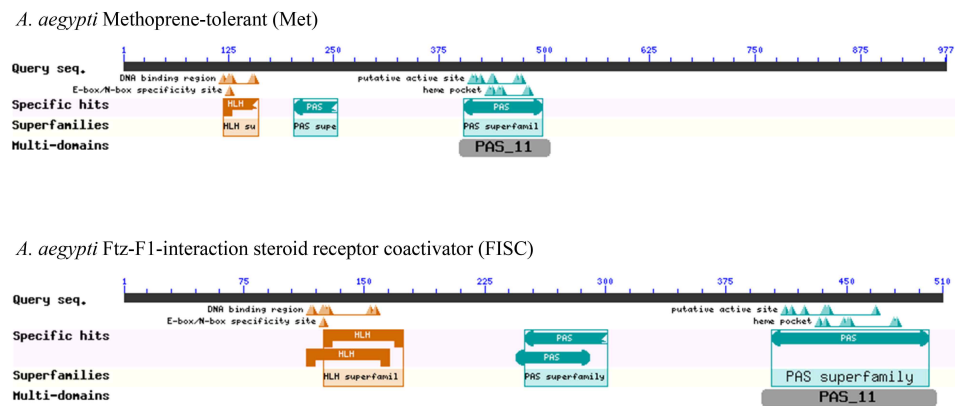 A. aegypti Methoprene-tolerant (Met)
1 125 250 375 500 625 750 875 977
Query seq.
DNA binding region putative active site
E-box/N-box specificity site heme pocket
Specific hits HLH PAS PAS
Superfamilies HLH su PAS supe PAS superfamil
Multi-domains PAS_11
A. aegypti Ftz-F1-interaction steroid receptor coactivator (FISC)
1 75 150 225 300 375 450 510
Query seq.
DNA binding region putative active site
E-box/N-box specificity site heme pocket
Specific hits HLH PAS PAS
HLH PAS
Superfamilies HLH superfamil PAS superfamily PAS superfamily
Multi-domains PAS_11